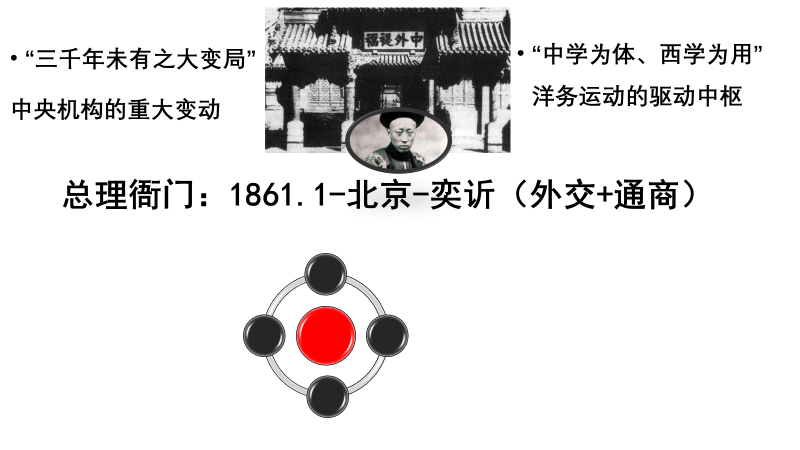 • “三千年未有之大变局”
中央机构的重大变动
中外禔福
• “中学为体、西学为用”
洋务运动的驱动中枢
总理衙门：1861.1-北京-奕䜣（外交+通商）